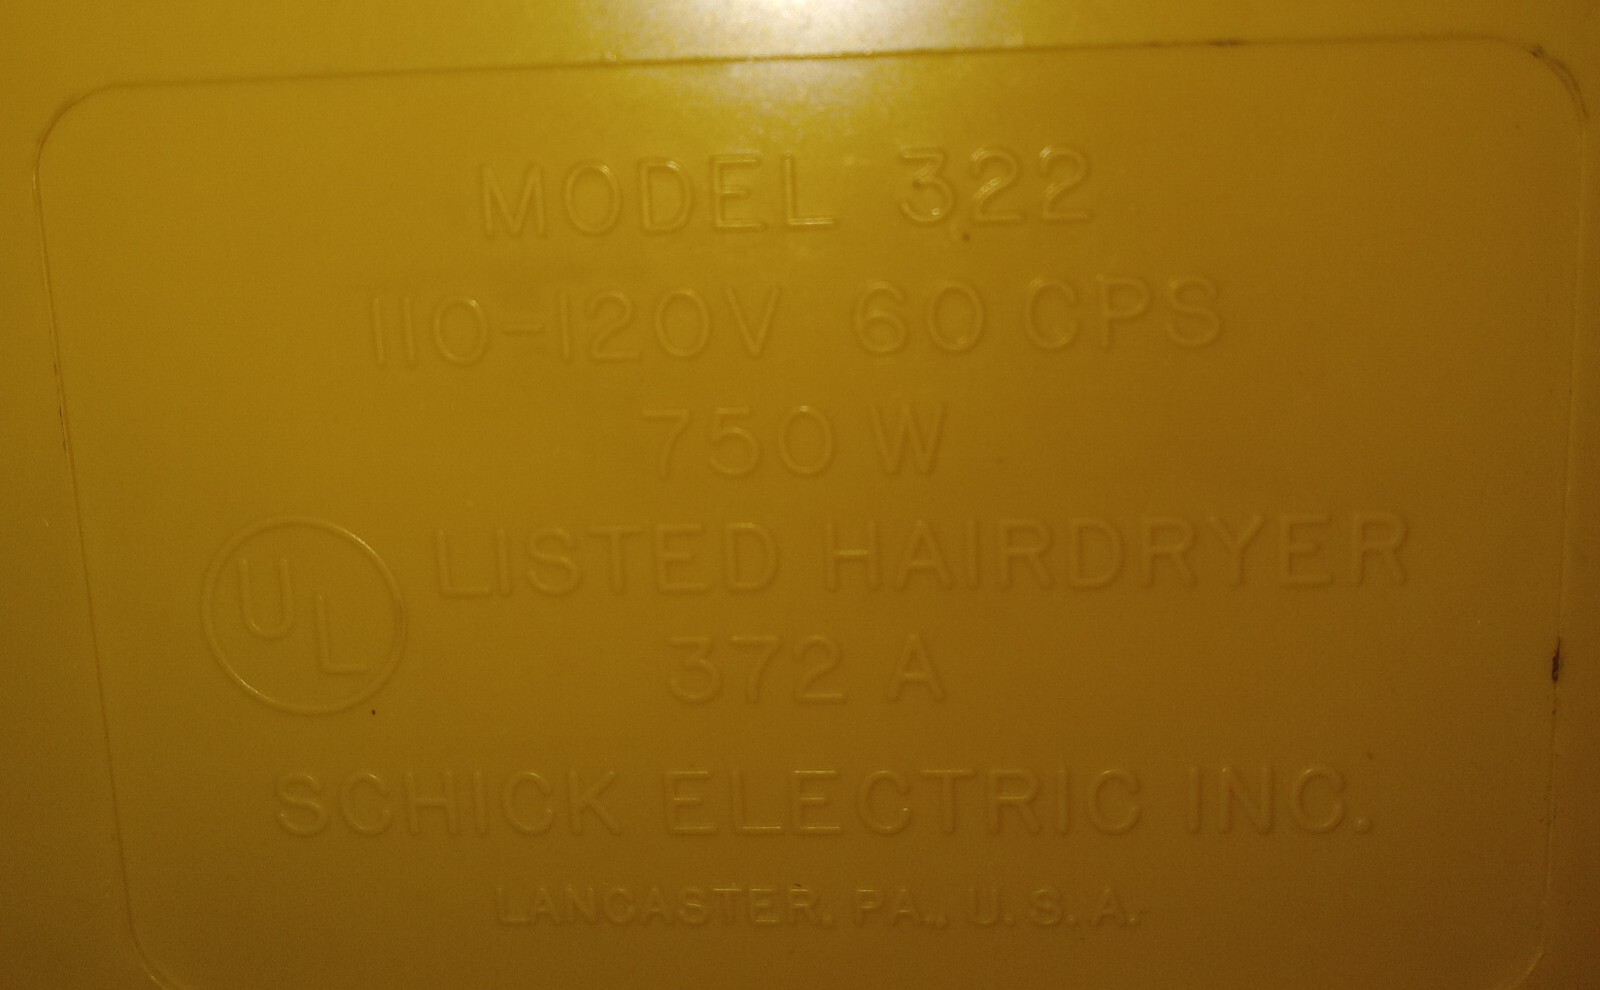 MODEL 322
110-120V 60 CPS
750 W
UL LISTED HAIRDRYER
372 A
SCHICK ELECTRIC INC.
LANCASTER, PA., U.S.A.